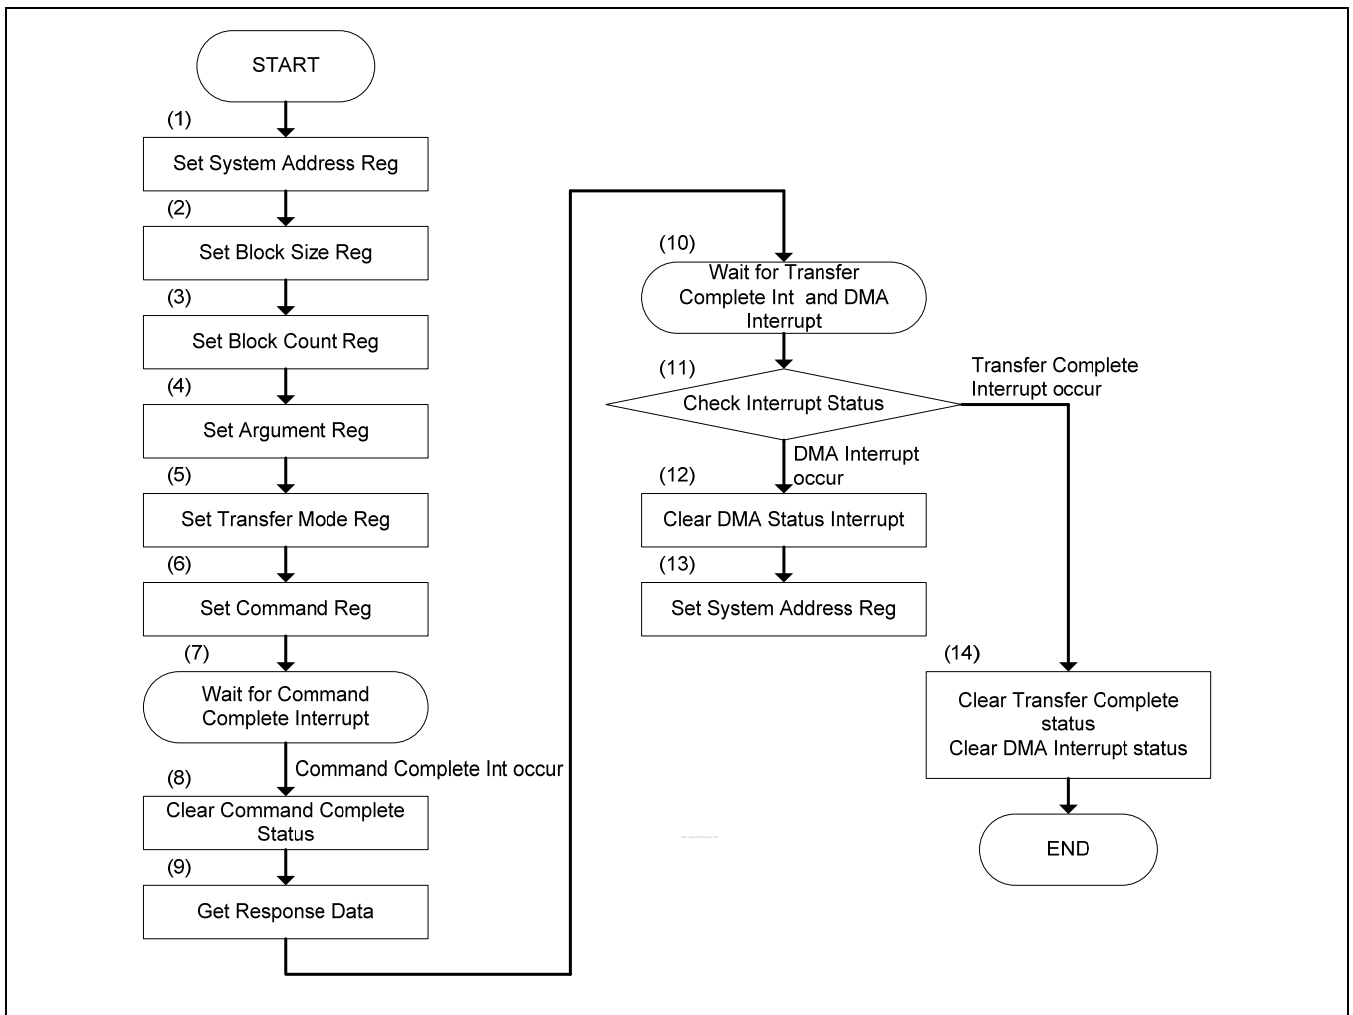 START
(1)
Set System Address Reg
(2)
Set Block Size Reg
(3)
Set Block Count Reg
(4)
Set Argument Reg
(5)
Set Transfer Mode Reg
(6)
Set Command Reg
(7)
Wait for Command
Complete Interrupt
Command Complete Int occur
(8)
Clear Command Complete
Status
(9)
Get Response Data
(10)
Wait for Transfer
Complete Int and DMA
Interrupt
(11)
Check Interrupt Status
Transfer Complete
Interrupt occur
DMA Interrupt
occur
(12)
Clear DMA Status Interrupt
(13)
Set System Address Reg
(14)
Clear Transfer Complete
status
Clear DMA Interrupt status
END